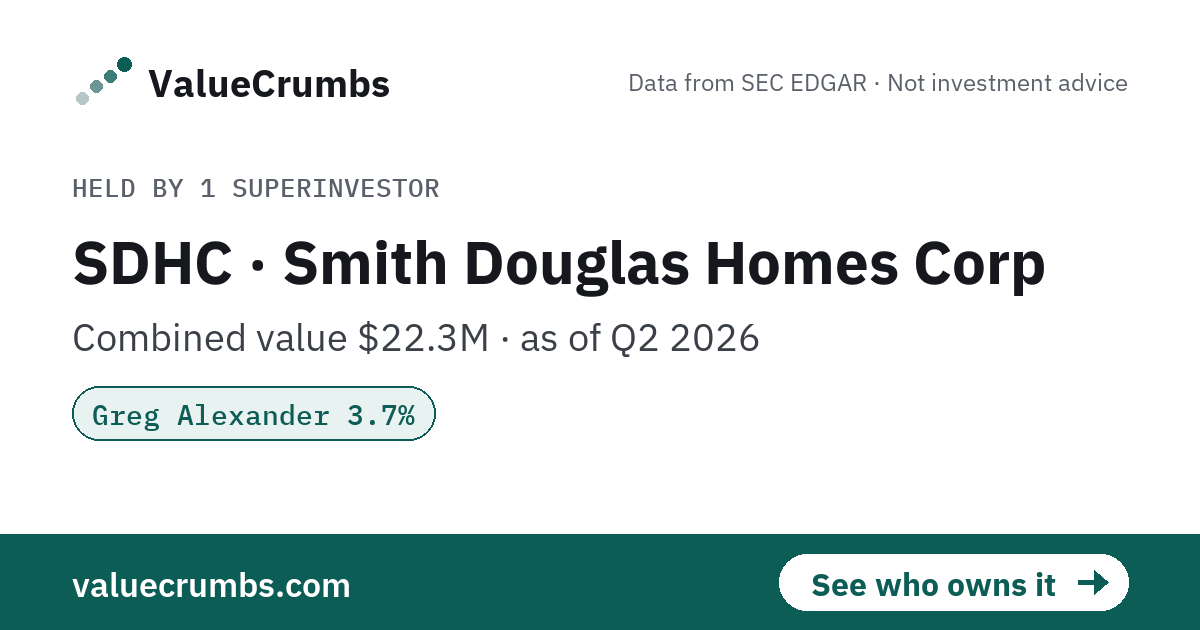 ValueCrumbs
Data from SEC EDGAR · Not investment advice
HELD BY 1 SUPERINVESTOR
SDHC · Smith Douglas Homes Corp
Combined value $22.3M · as of Q2 2026
Greg Alexander 3.7%
valuecrumbs.com
See who owns it →